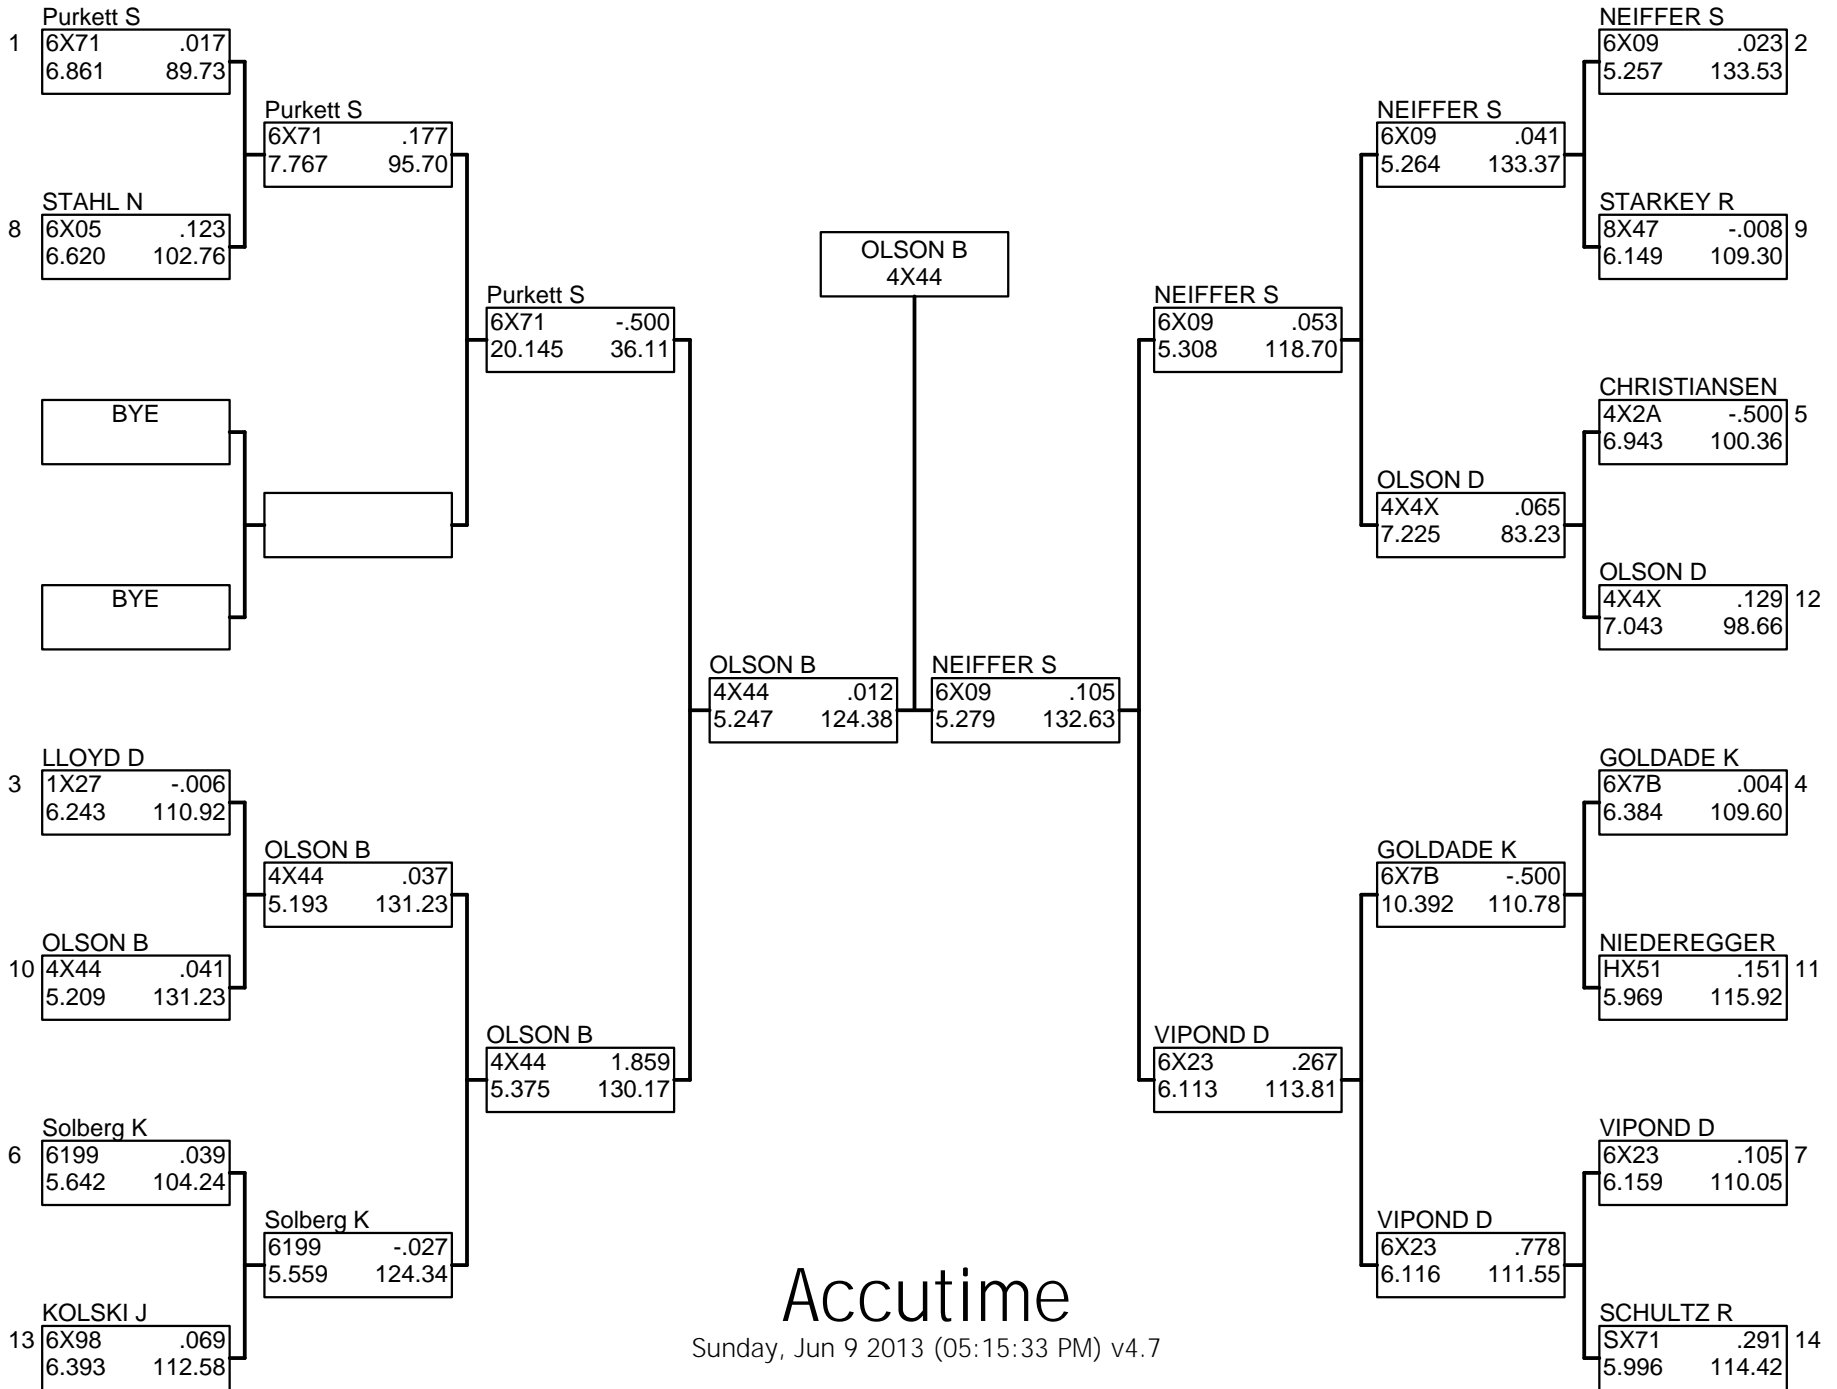 Purkett S
1 6X71 .017
6.861 89.73
STAHL N
8 6X05 .123
6.620 102.76
BYE
BYE
LLOYD D
3 1X27 -.006
6.243 110.92
OLSON B
10 4X44 .041
5.209 131.23
Solberg K
6 6199 .039
5.642 104.24
KOLSKI J
13 6X98 .069
6.393 112.58
Purkett S
6X71 .177
7.767 95.70
OLSON B
4X44 .037
5.193 131.23
Solberg K
6199 -.027
5.559 124.34
Purkett S
6X71 -.500
20.145 36.11
OLSON B
4X44 1.859
5.375 130.17
OLSON B
4X44 .012
5.247 124.38
OLSON B
4X44
NEIFFER S
6X09 .105
5.279 132.63
NEIFFER S
6X09 .053
5.308 118.70
VIPOND D
6X23 .267
6.113 113.81
NEIFFER S
6X09 .041
5.264 133.37
OLSON D
4X4X .065
7.225 83.23
GOLDADE K
6X7B -.500
10.392 110.78
VIPOND D
6X23 .778
6.116 111.55
NEIFFER S
6X09 .023 2
5.257 133.53
STARKEY R
8X47 -.008 9
6.149 109.30
CHRISTIANSEN
4X2A -.500 5
6.943 100.36
OLSON D
4X4X .129 12
7.043 98.66
GOLDADE K
6X7B .004 4
6.384 109.60
NIEDEREGGER
HX51 .151 11
5.969 115.92
VIPOND D
6X23 .105 7
6.159 110.05
SCHULTZ R
SX71 .291 14
5.996 114.42
Accutime
Sunday, Jun 9 2013 (05:15:33 PM) v4.7